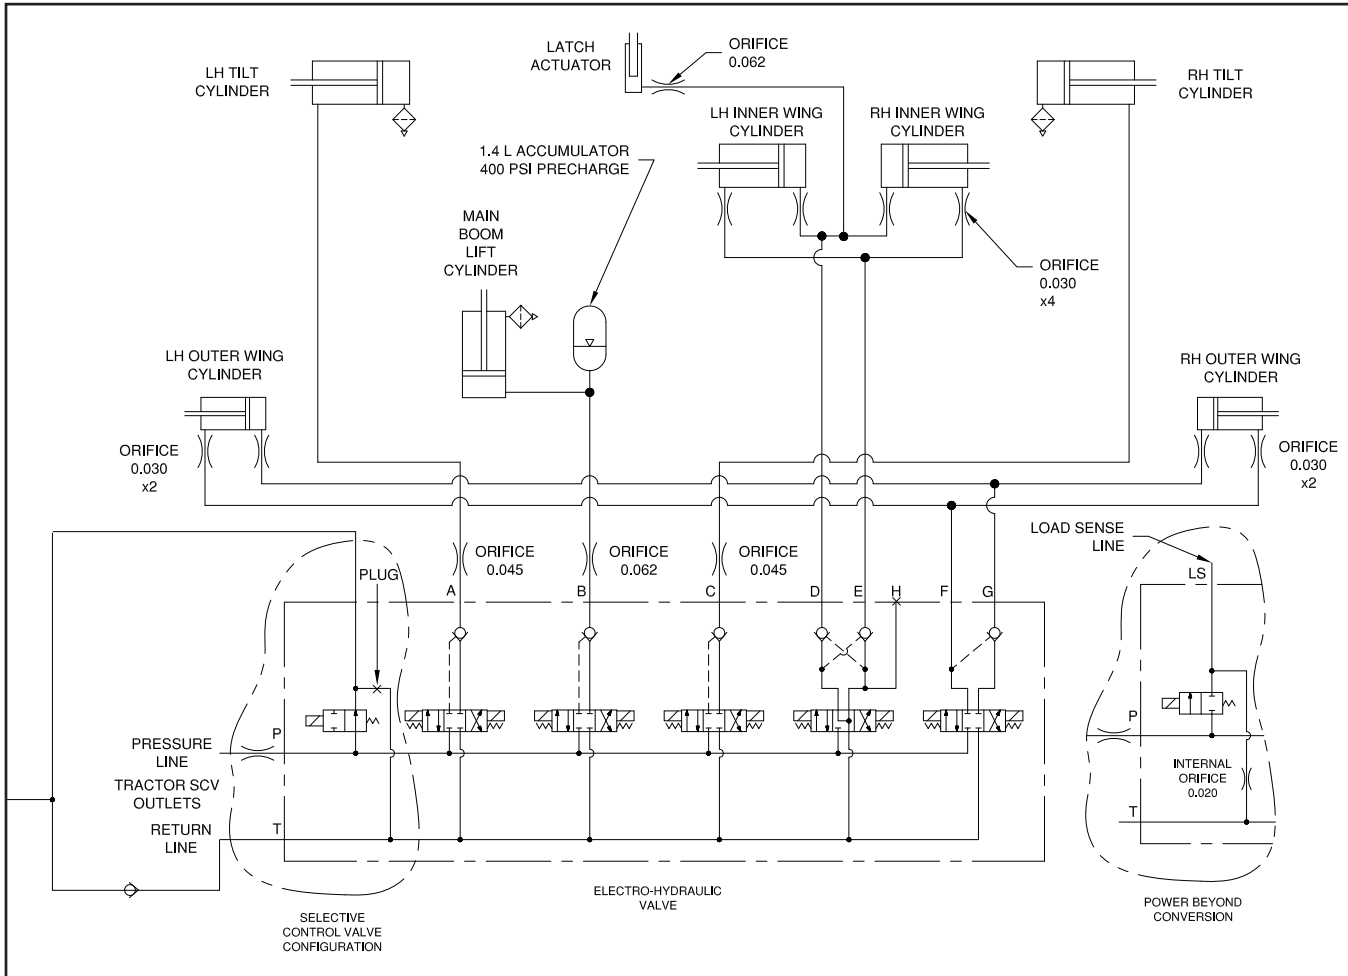 LATCH
ACTUATOR
ORIFICE
0.062
LH TILT
CYLINDER
RH TILT
CYLINDER
LH INNER WING
CYLINDER
RH INNER WING
CYLINDER
1.4 L ACCUMULATOR
400 PSI PRECHARGE
MAIN
BOOM
LIFT
CYLINDER
ORIFICE
0.030
x4
LH OUTER WING
CYLINDER
RH OUTER WING
CYLINDER
ORIFICE
0.030
x2
ORIFICE
0.030
x2
LOAD SENSE
LINE
PLUG
ORIFICE
0.045
ORIFICE
0.062
ORIFICE
0.045
LS
A
B
C
D
E
H
F
G
P
PRESSURE
LINE
TRACTOR SCV
OUTLETS
RETURN
LINE
T
P
INTERNAL
ORIFICE
0.020
T
ELECTRO-HYDRAULIC
VALVE
SELECTIVE
CONTROL VALVE
CONFIGURATION
POWER BEYOND
CONVERSION